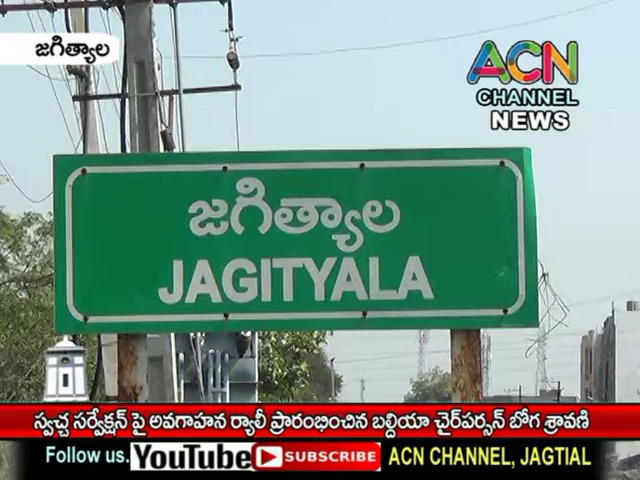 జగిత్యాల
ACN
CHANNEL
NEWS
జగిత్యాల
JAGITYALA
స్వచ్ఛ సర్వేక్షన్ పై అవగాహన ర్యాలీ ప్రారంభించిన బల్దియా చైర్‌పర్సన్ బోగ శ్రావణి
Follow us. YouTube SUBSCRIBE ACN CHANNEL, JAGTIAL